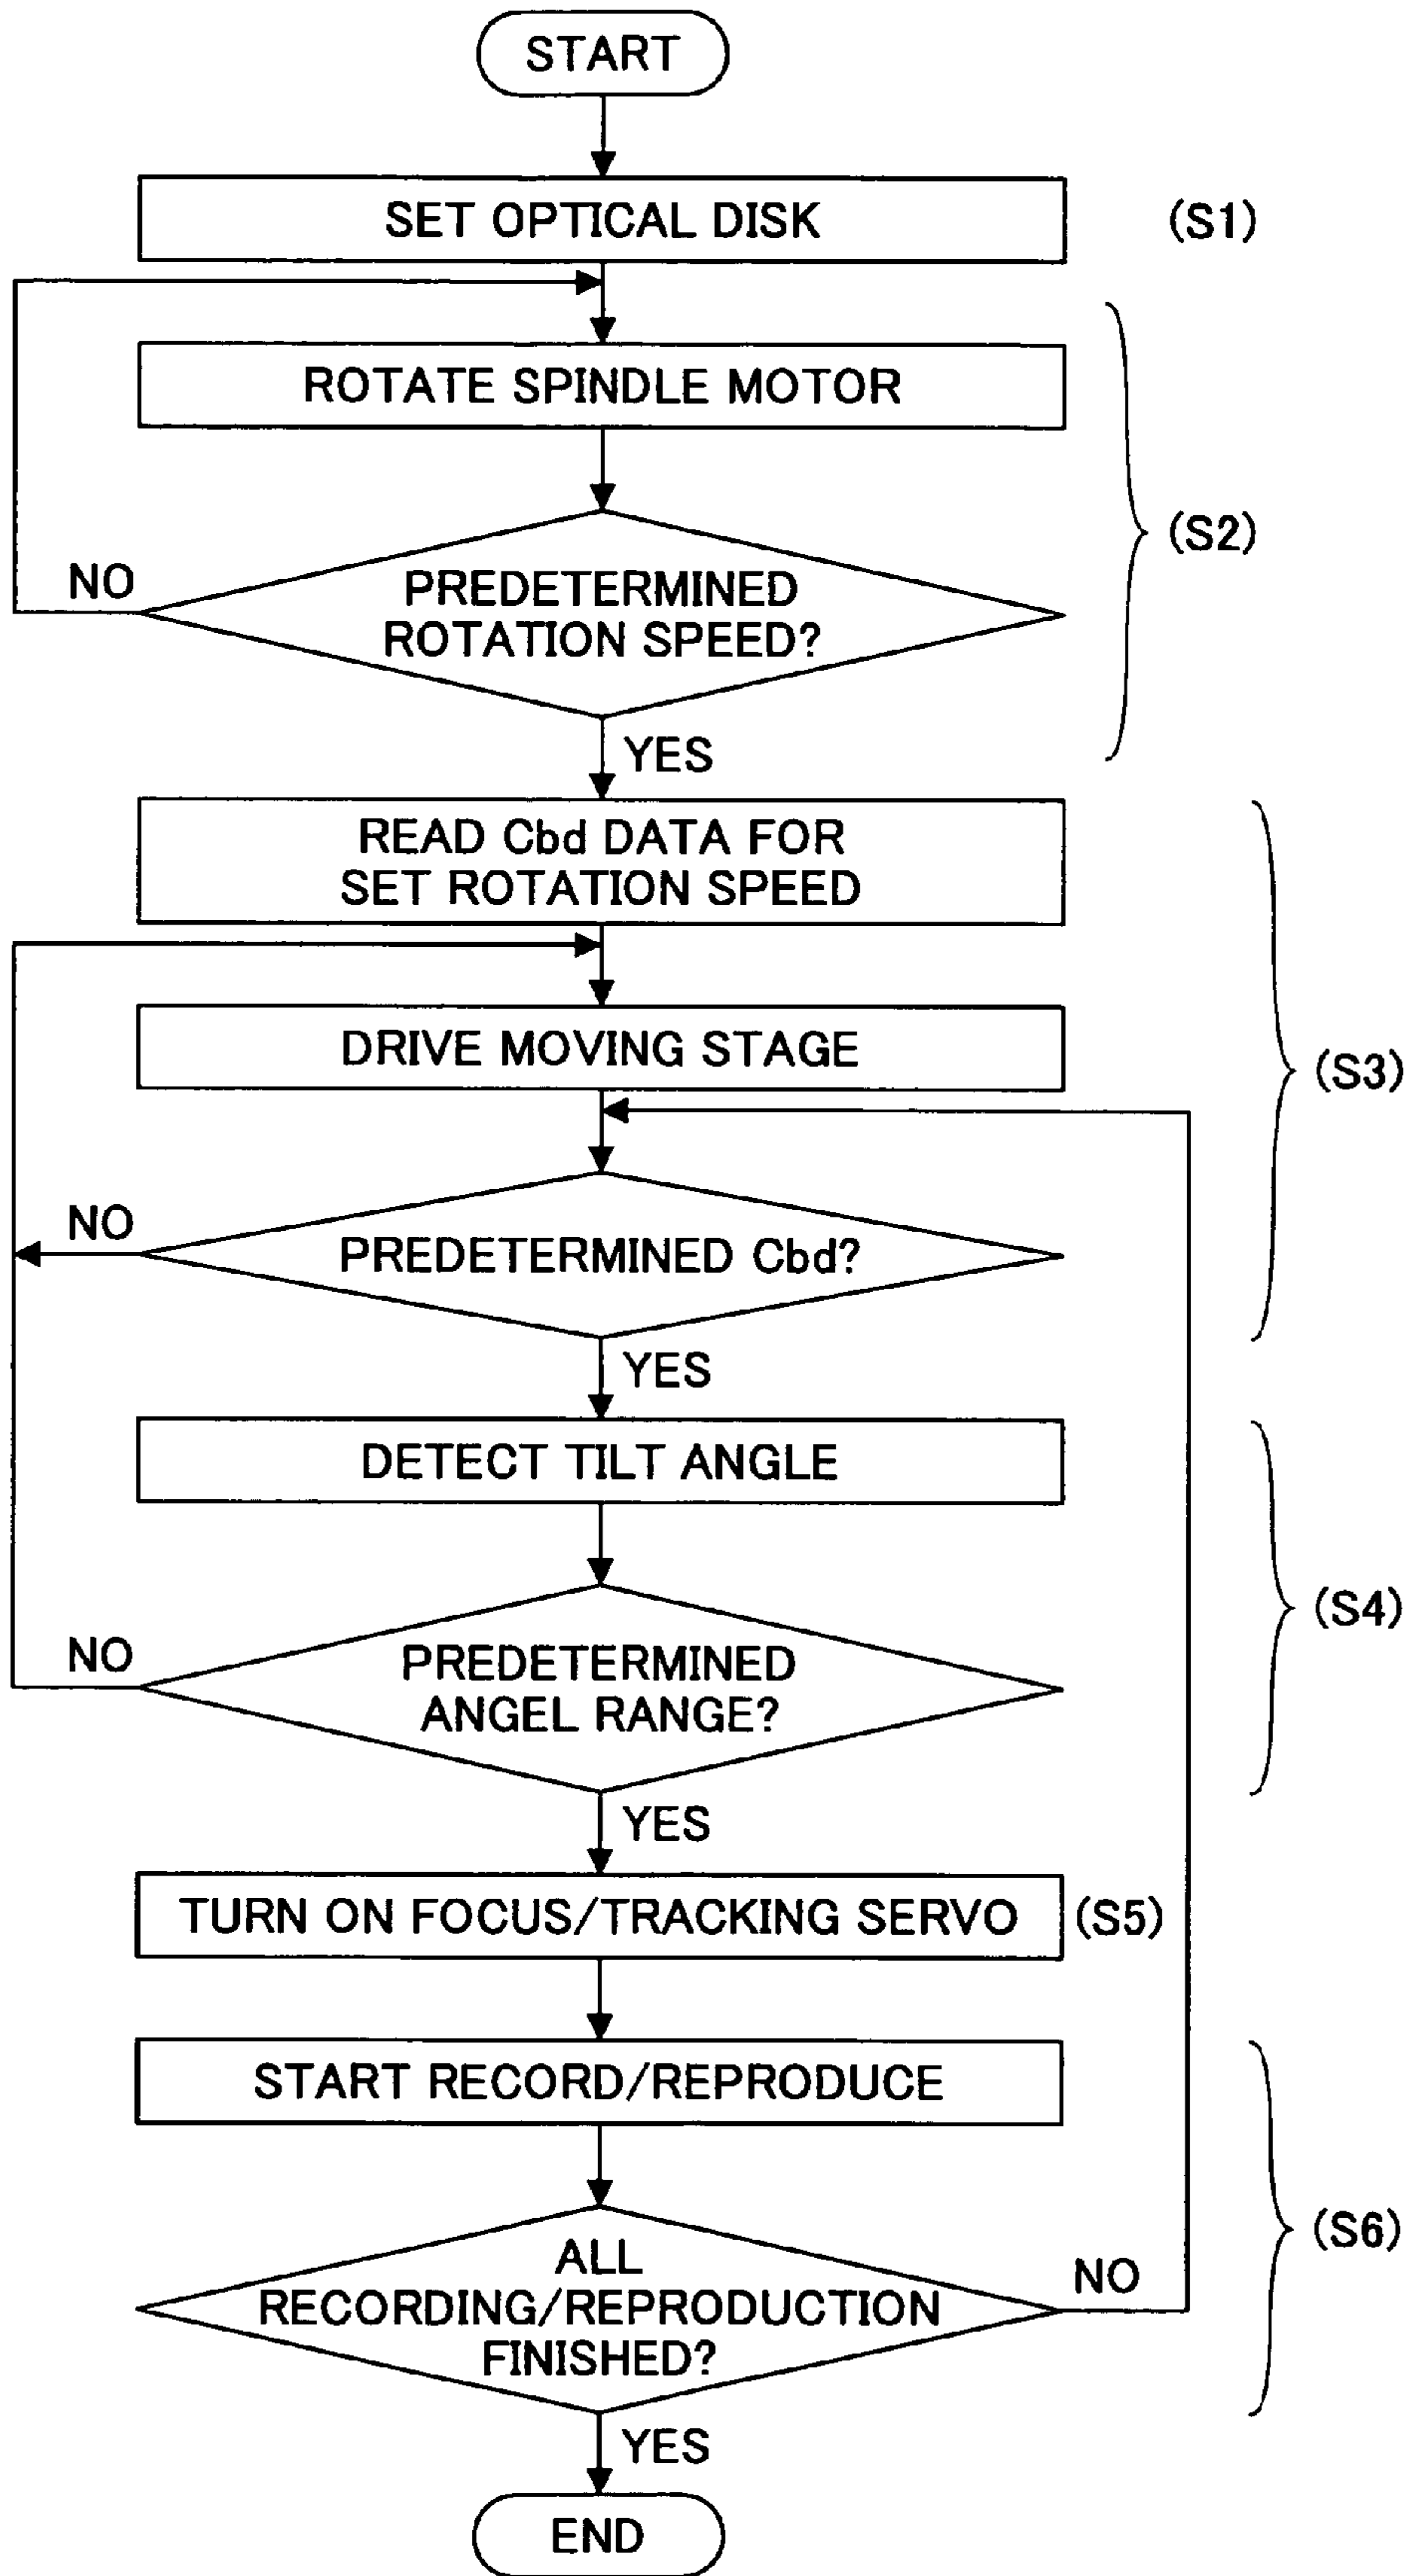 START
SET OPTICAL DISK
(S1)
ROTATE SPINDLE MOTOR
(S2)
NO
PREDETERMINED
ROTATION SPEED?
YES
READ Cbd DATA FOR
SET ROTATION SPEED
DRIVE MOVING STAGE
(S3)
NO
PREDETERMINED Cbd?
YES
DETECT TILT ANGLE
(S4)
NO
PREDETERMINED
ANGEL RANGE?
YES
TURN ON FOCUS/TRACKING SERVO
(S5)
START RECORD/REPRODUCE
(S6)
ALL
RECORDING/REPRODUCTION
FINISHED?
NO
YES
END